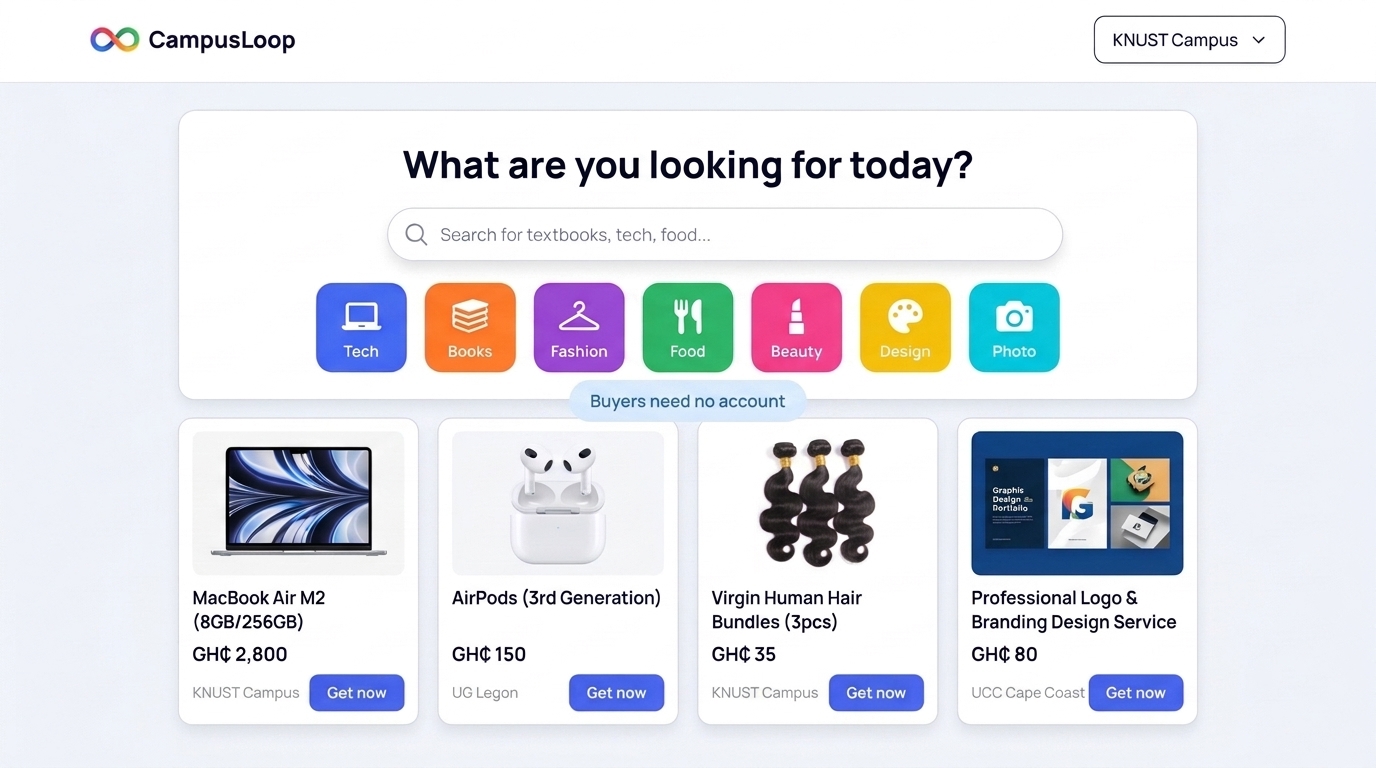 CampusLoop
KNUST Campus
What are you looking for today?
Search for textbooks, tech, food...
Tech
Books
Fashion
Food
Beauty
Design
Photo
Buyers need no account
MacBook Air M2
(8GB/256GB)
GH₵ 2,800
KNUST Campus
Get now
AirPods (3rd Generation)
GH₵ 150
UG Legon
Get now
Virgin Human Hair
Bundles (3pcs)
GH₵ 35
KNUST Campus
Get now
Graphis
Dealgn
Dortlailo
G
Professional Logo &
Branding Design Service
GH₵ 80
UCC Cape Coast
Get now